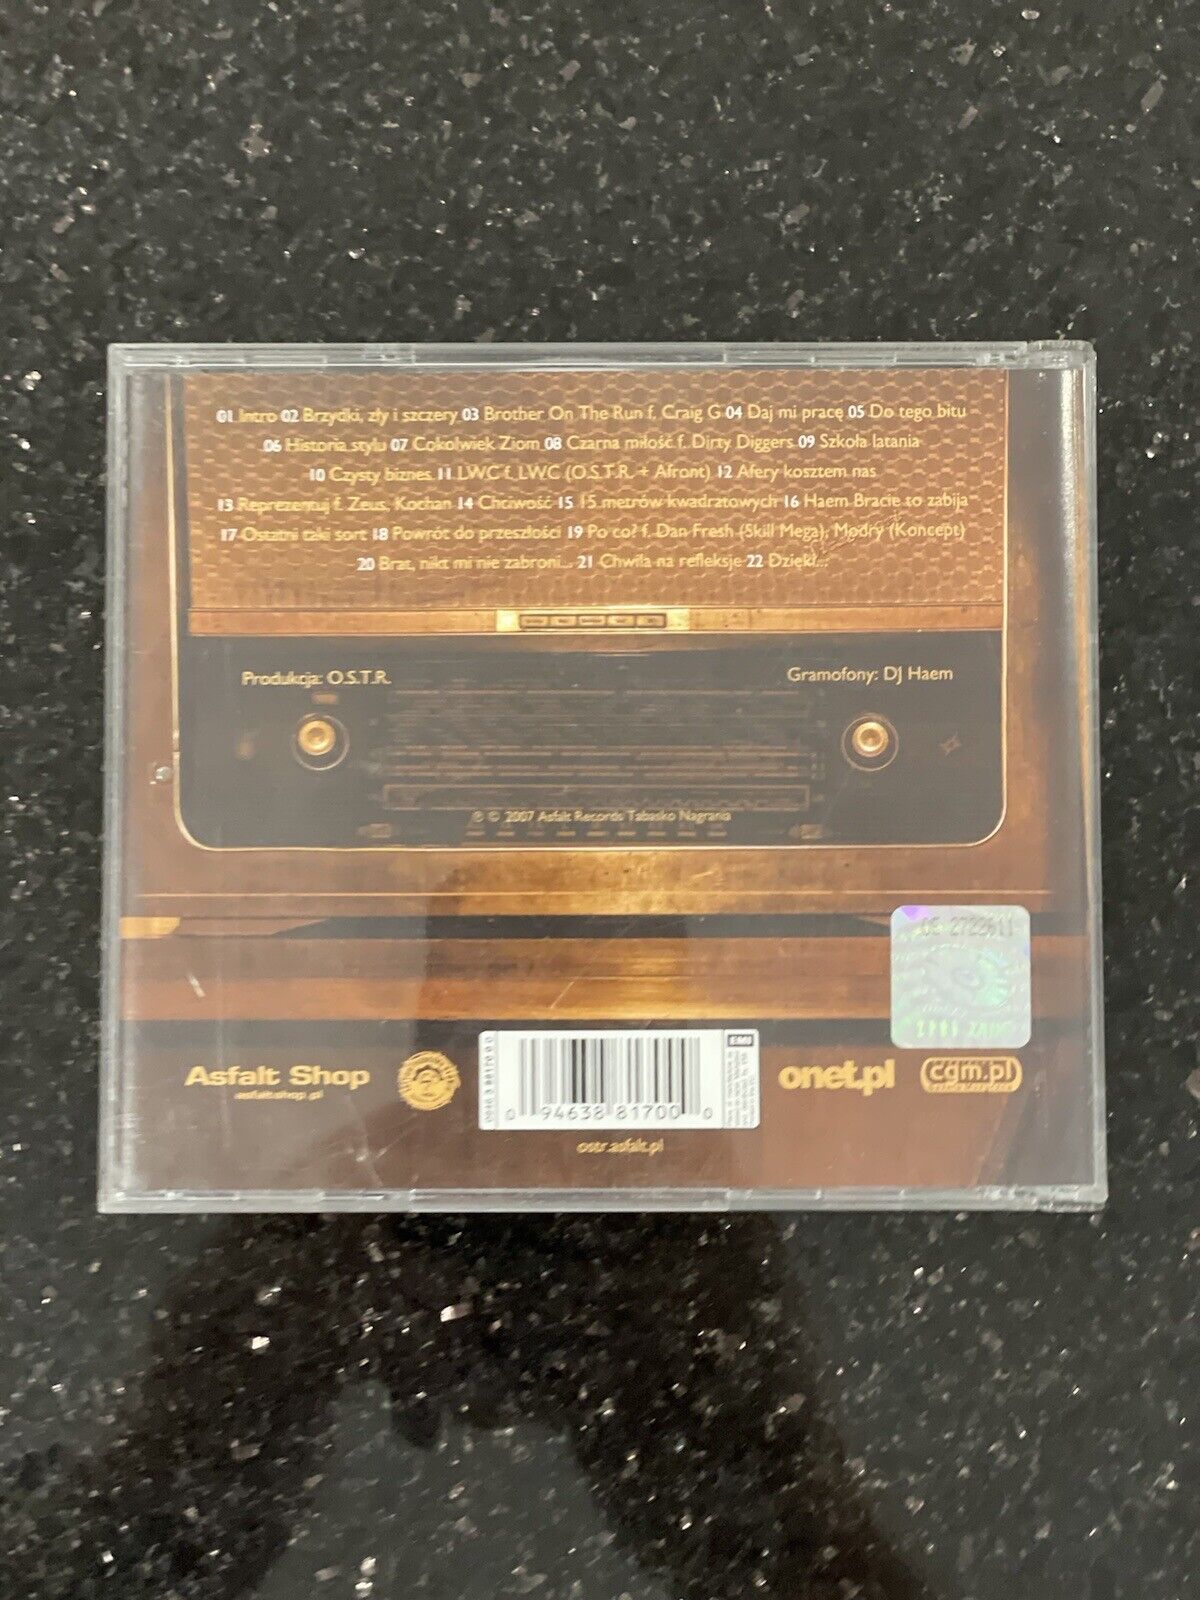 01 Intro 02 Brzydki, zły i szczery 03 Brother On The Run f. Craig G 04 Daj mi pracę 05 Do tego bitu
06 Historia stylu 07 Cokolwiek Ziom 08 Czarna miłość f. Dirty Diggers 09 Szkoła latania
10 Czysty biznes 11 LWC f. LWC (O.S.T.R. + Afront) 12 Afery kosztem nas
13 Reprezentuj f. Zeus, Kochan 14 Chciwość 15 15 metrów kwadratowych 16 Haem Bracie to zabija
17 Ostatni taki sort 18 Powrót do przeszłości 19 Po co? f. Dan Fresh (Skill Mega), Modry (Koncept)
20 Brat, nikt mi nie zabroni... 21 Chwila na refleksje 22 Dzięki...
Produkcja: O.S.T.R. Gramofony: DJ Haem
℗ © 2007 Asfalt Records Tabasko Nagrania
05 2722611
ZAIKS
Asfalt Shop
asfaltshop.pl
EMI
0 94638 81700 0
onet.pl
cgm.pl
ostr.asfalt.pl